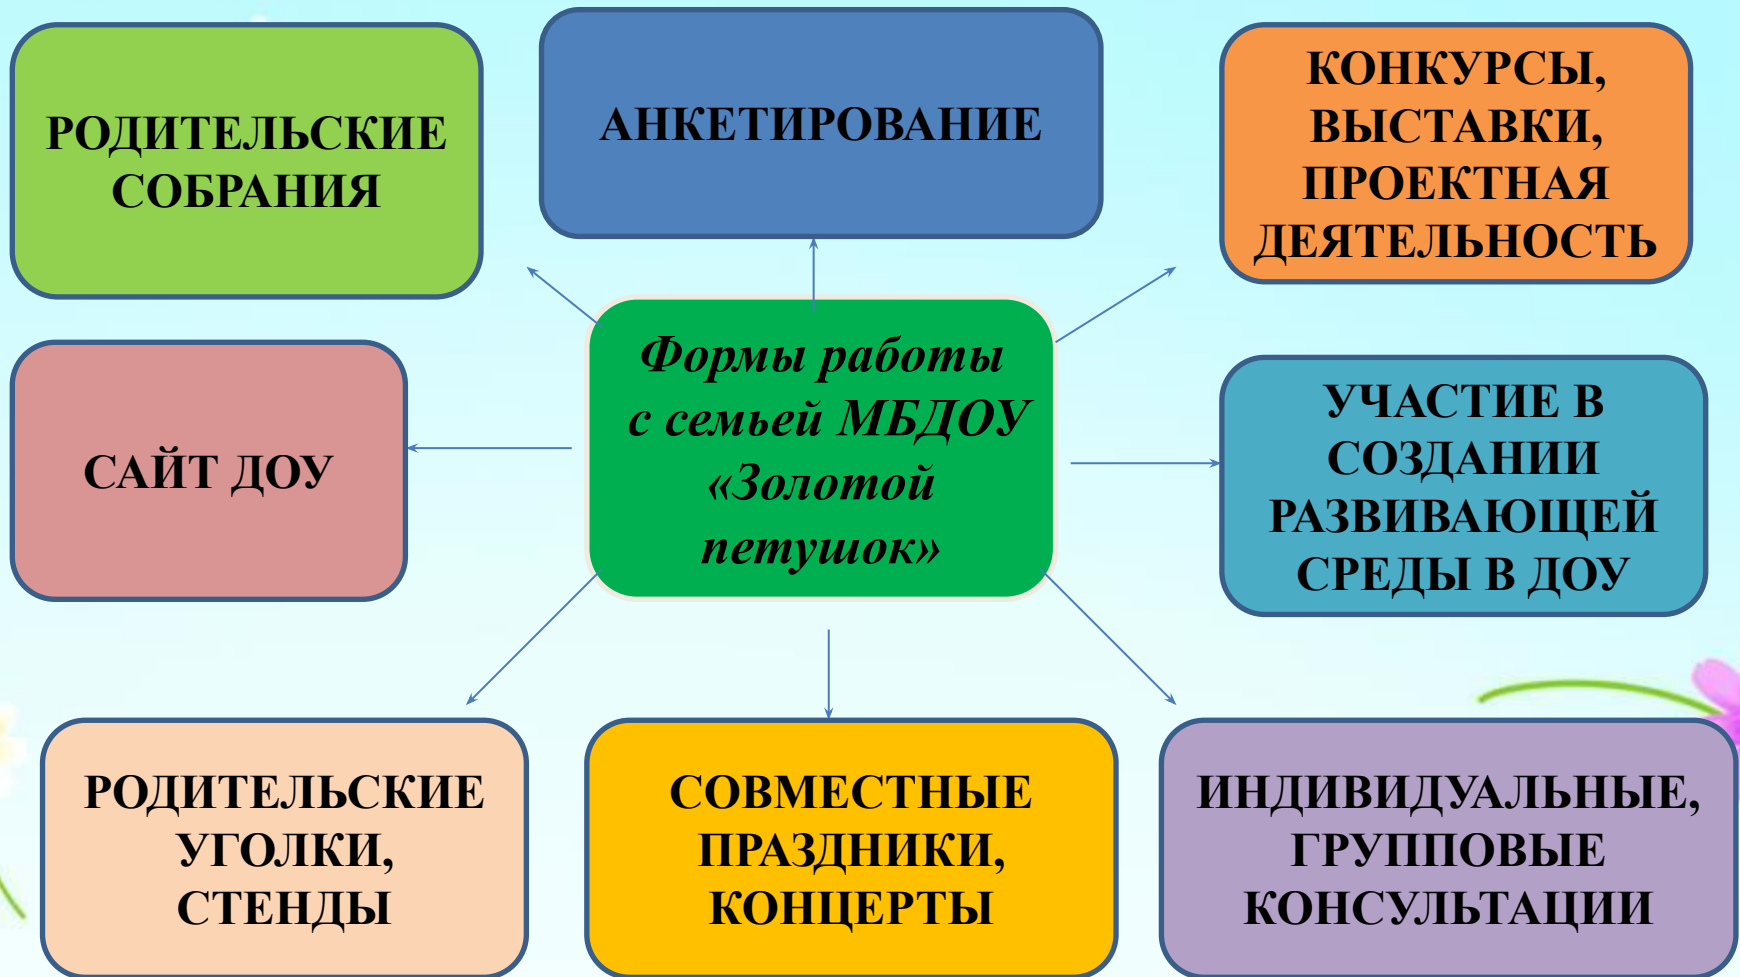 РОДИТЕЛЬСКИЕ
СОБРАНИЯ
АНКЕТИРОВАНИЕ
КОНКУРСЫ,
ВЫСТАВКИ,
ПРОЕКТНАЯ
ДЕЯТЕЛЬНОСТЬ
САЙТ ДОУ
Формы работы
с семьей МБДОУ
«Золотой
петушок»
УЧАСТИЕ В
СОЗДАНИИ
РАЗВИВАЮЩЕЙ
СРЕДЫ В ДОУ
РОДИТЕЛЬСКИЕ
УГОЛКИ,
СТЕНДЫ
СОВМЕСТНЫЕ
ПРАЗДНИКИ,
КОНЦЕРТЫ
ИНДИВИДУАЛЬНЫЕ,
ГРУППОВЫЕ
КОНСУЛЬТАЦИИ